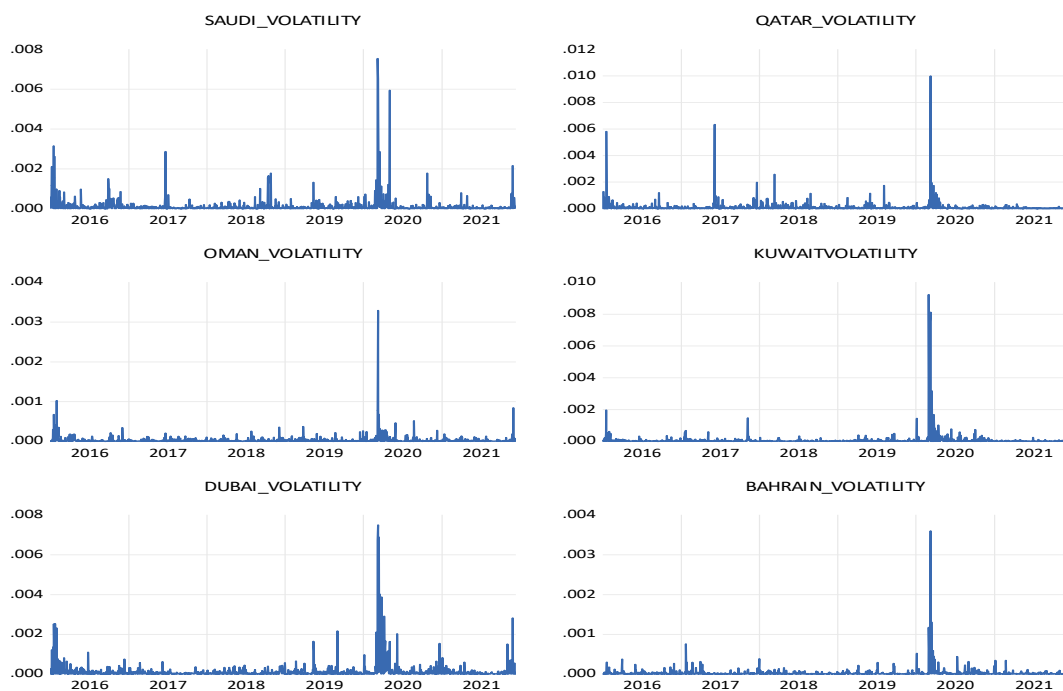 SAUDI_VOLATILITY
.008
.006
.004
.002
.000
2016 2017 2018 2019 2020 2021
QATAR_VOLATILITY
.012
.010
.008
.006
.004
.002
.000
2016 2017 2018 2019 2020 2021
OMAN_VOLATILITY
.004
.003
.002
.001
.000
2016 2017 2018 2019 2020 2021
KUWAITVOLATILITY
.010
.008
.006
.004
.002
.000
2016 2017 2018 2019 2020 2021
DUBAI_VOLATILITY
.008
.006
.004
.002
.000
2016 2017 2018 2019 2020 2021
BAHRAIN_VOLATILITY
.004
.003
.002
.001
.000
2016 2017 2018 2019 2020 2021